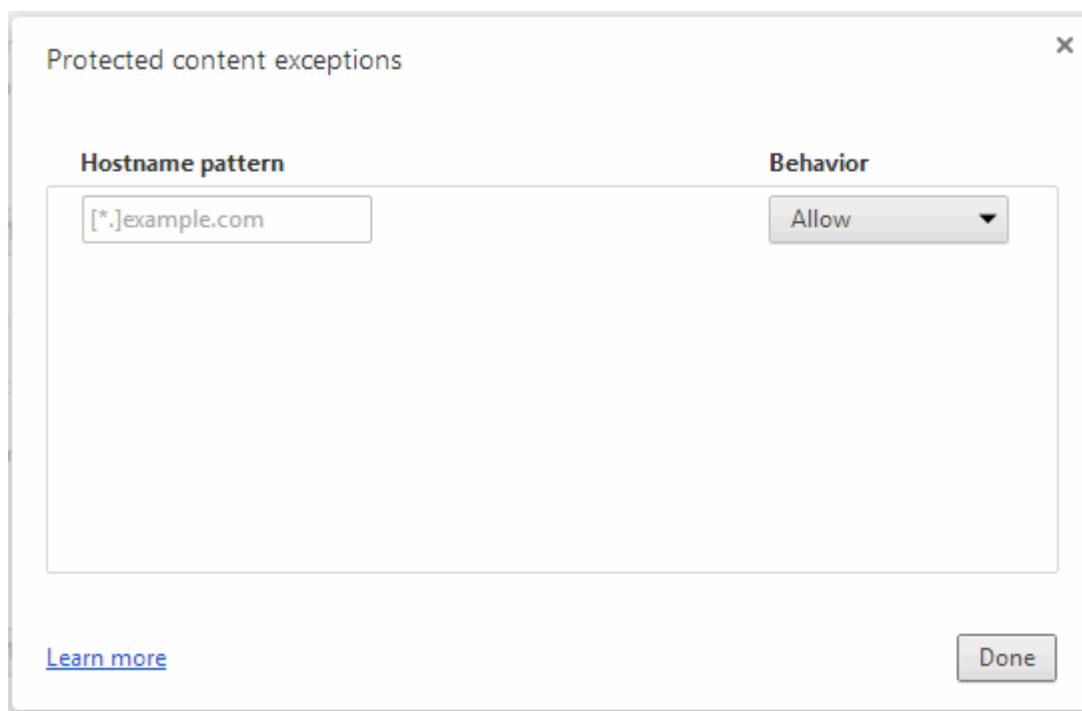 Protected content exceptions
×
Hostname pattern Behavior
[*.]example.com Allow
Learn more Done